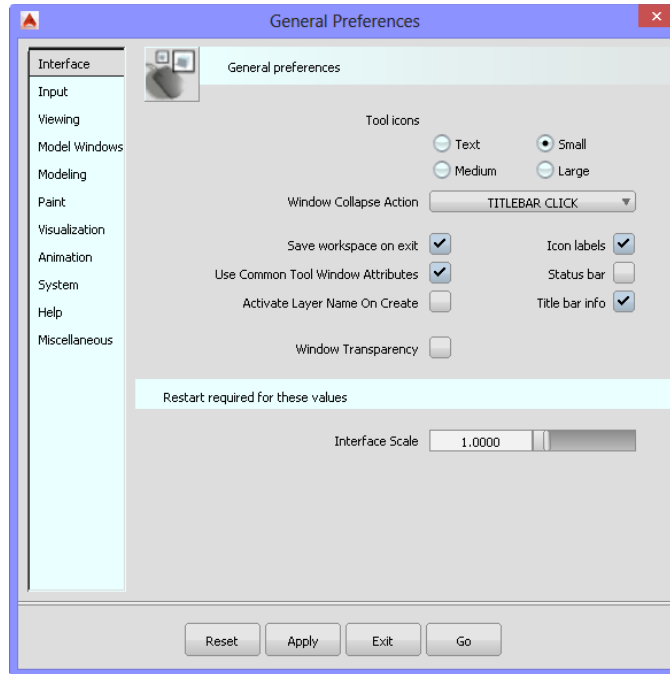 General Preferences
Interface
Input
Viewing
Model Windows
Modeling
Paint
Visualization
Animation
System
Help
Miscellaneous
General preferences
Tool icons
Text Small
Medium Large
Window Collapse Action TITLEBAR CLICK
Save workspace on exit Icon labels
Use Common Tool Window Attributes Status bar
Activate Layer Name On Create Title bar info
Window Transparency
Restart required for these values
Interface Scale 1.0000
Reset Apply Exit Go